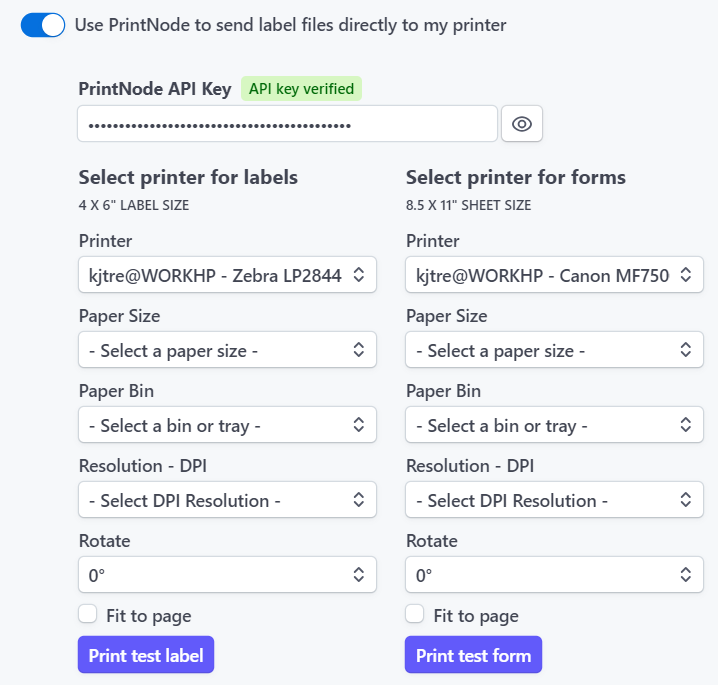 Use PrintNode to send label files directly to my printer
PrintNode API Key API key verified
••••••••••••••••••••••••••••••••••••••••••••
Select printer for labels
4 X 6" LABEL SIZE
Printer
kjtre@WORKHP - Zebra LP2844
Paper Size
- Select a paper size -
Paper Bin
- Select a bin or tray -
Resolution - DPI
- Select DPI Resolution -
Rotate
0°
Fit to page
Print test label
Select printer for forms
8.5 X 11" SHEET SIZE
Printer
kjtre@WORKHP - Canon MF750
Paper Size
- Select a paper size -
Paper Bin
- Select a bin or tray -
Resolution - DPI
- Select DPI Resolution -
Rotate
0°
Fit to page
Print test form